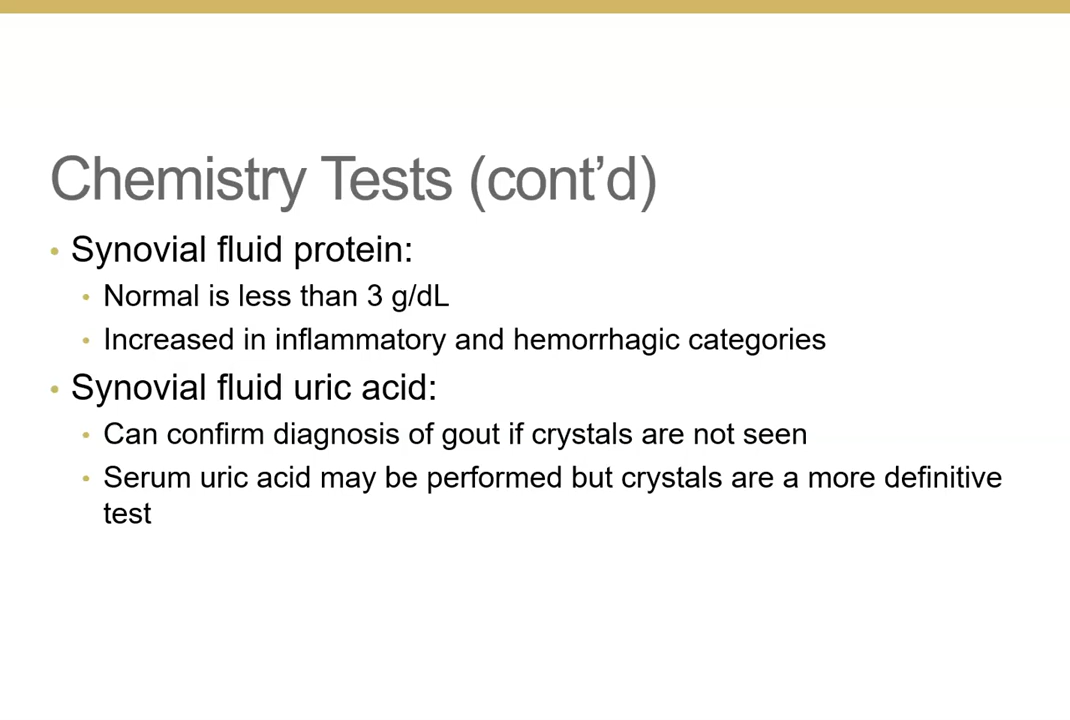 Chemistry Tests (cont’d)
• Synovial fluid protein:
• Normal is less than 3 g/dL
• Increased in inflammatory and hemorrhagic categories
• Synovial fluid uric acid:
• Can confirm diagnosis of gout if crystals are not seen
• Serum uric acid may be performed but crystals are a more definitive
test